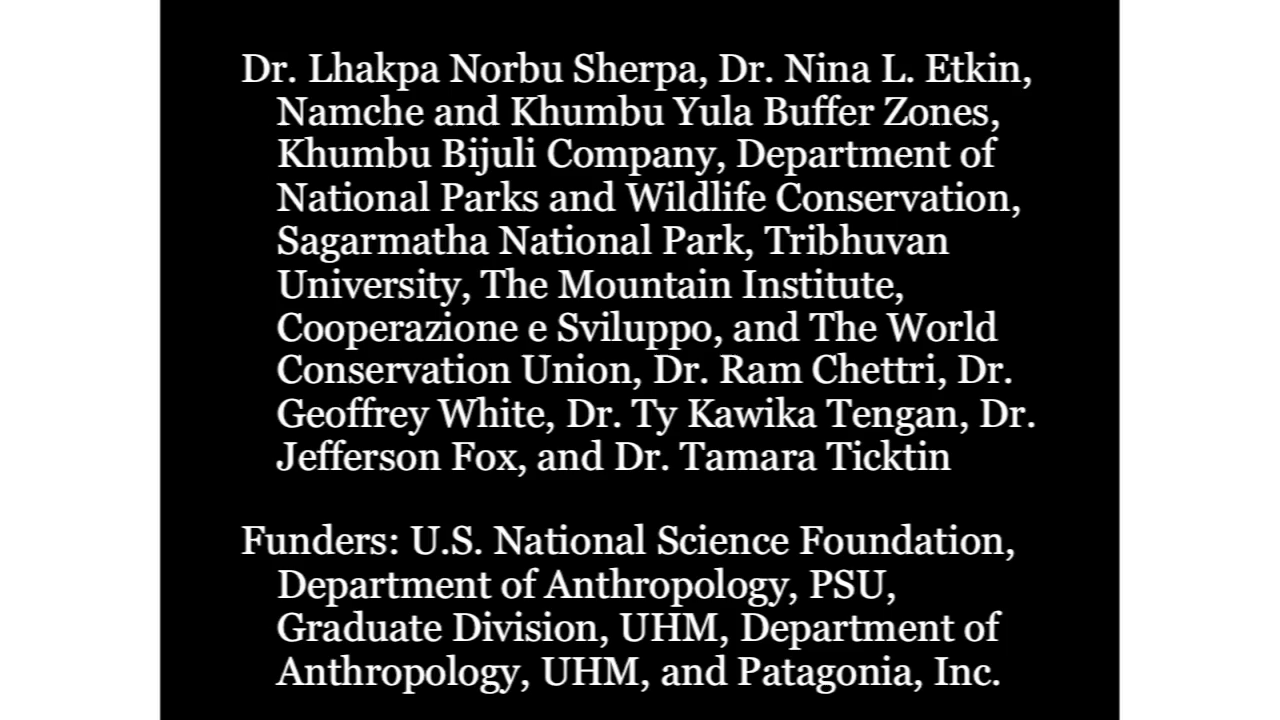 Dr. Lhakpa Norbu Sherpa, Dr. Nina L. Etkin,
Namche and Khumbu Yula Buffer Zones,
Khumbu Bijuli Company, Department of
National Parks and Wildlife Conservation,
Sagarmatha National Park, Tribhuvan
University, The Mountain Institute,
Cooperazione e Sviluppo, and The World
Conservation Union, Dr. Ram Chettri, Dr.
Geoffrey White, Dr. Ty Kawika Tengan, Dr.
Jefferson Fox, and Dr. Tamara Ticktin
Funders: U.S. National Science Foundation,
Department of Anthropology, PSU,
Graduate Division, UHM, Department of
Anthropology, UHM, and Patagonia, Inc.